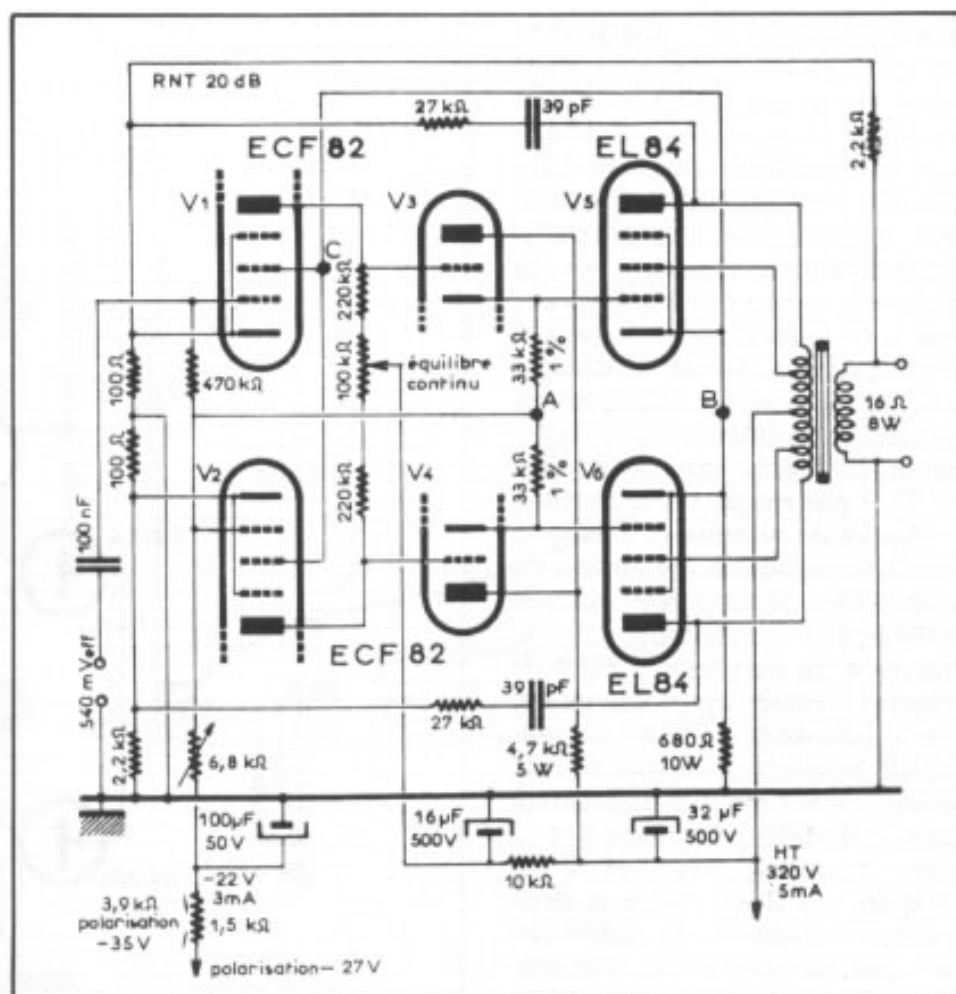 RNT 20 dB
27 kΩ
39 pF
2,2 kΩ
ECF 82
EL84
V1
V3
V5
C
220 kΩ
100 Ω
470 kΩ
100 kΩ
équilibre
continu
33 kΩ
1 %
A
B
16 Ω
8W
100 Ω
V2
220 kΩ
V4
33 kΩ
1 %
V6
100 nF
ECF 82
EL84
540 mVeff
39 pF
27 kΩ
2,2 kΩ
6,8 kΩ
4,7 kΩ
5 W
680 Ω
10W
100µF
50V
16µF
500V
32 µF
500V
-22 V
10 kΩ
HT
320 V
5mA
3,9 kΩ
polarisation
-35V
3mA
1,5 kΩ
polarisation - 27 V